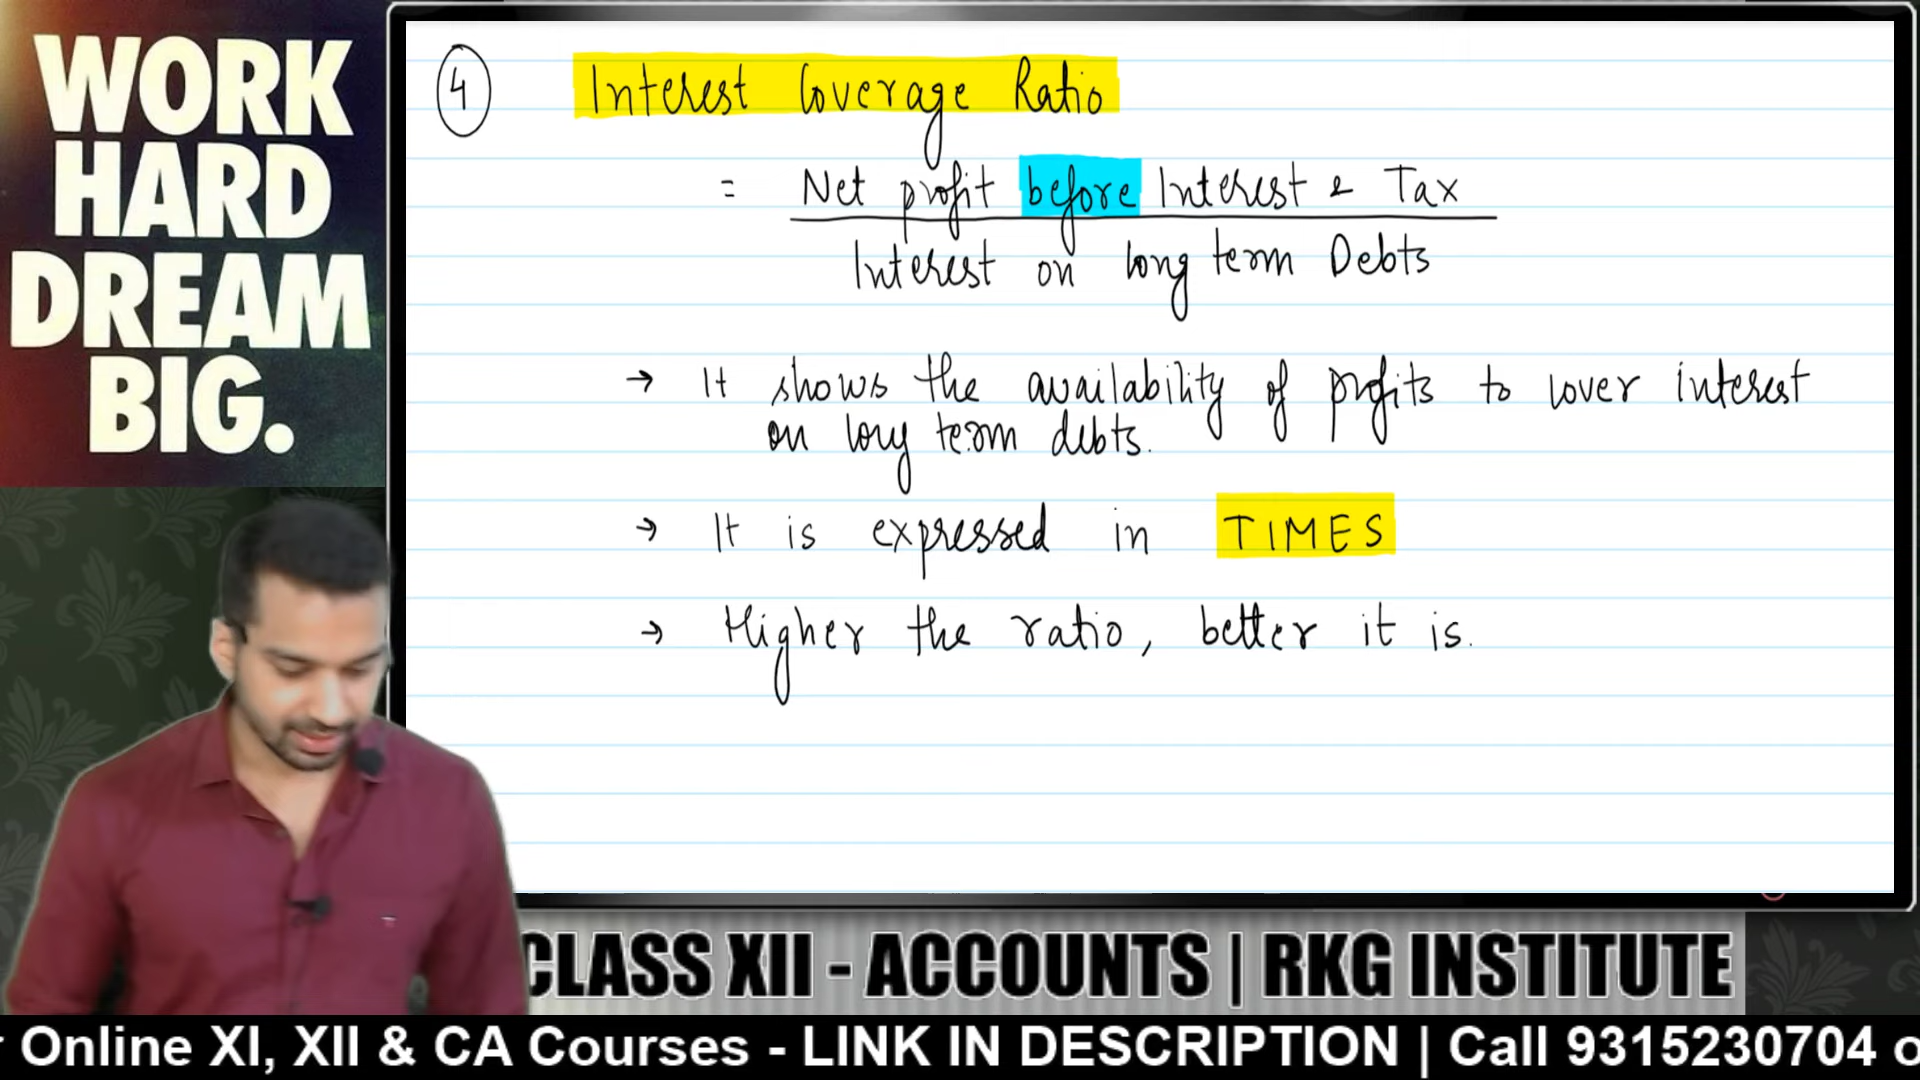 WORK
HARD
DREAM
BIG.
4 Interest Coverage Ratio
= Net profit before Interest & Tax
Interest on long term Debts
→ It shows the availability of profits to cover interest
on long term debts.
→ It is expressed in TIMES
→ Higher the ratio, better it is.
CLASS XII - ACCOUNTS | RKG INSTITUTE
Online XI, XII & CA Courses - LINK IN DESCRIPTION | Call 9315230704 o